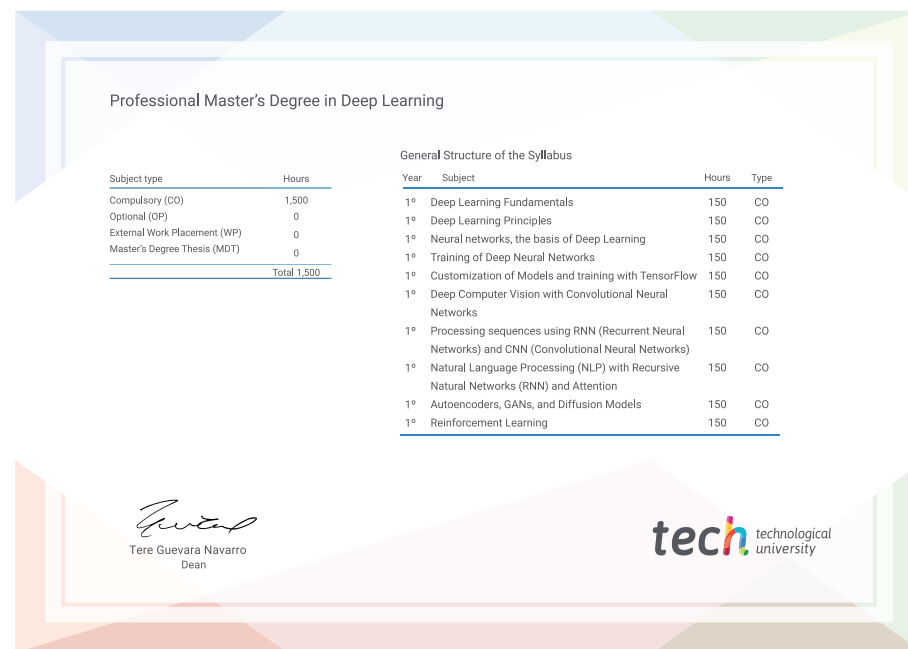 Professional Master's Degree in Deep Learning
General Structure of the Syllabus
Subject type Hours
Compulsory (CO) 1,500
Optional (OP) 0
External Work Placement (WP) 0
Master's Degree Thesis (MDT) 0
Total 1,500
Year Subject Hours Type
1º Deep Learning Fundamentals 150 CO
1º Deep Learning Principles 150 CO
1º Neural networks, the basis of Deep Learning 150 CO
1º Training of Deep Neural Networks 150 CO
1º Customization of Models and training with TensorFlow 150 CO
1º Deep Computer Vision with Convolutional Neural 150 CO
Networks
1º Processing sequences using RNN (Recurrent Neural 150 CO
Networks) and CNN (Convolutional Neural Networks)
1º Natural Language Processing (NLP) with Recursive 150 CO
Natural Networks (RNN) and Attention
1º Autoencoders, GANs, and Diffusion Models 150 CO
1º Reinforcement Learning 150 CO
Tere Guevara Navarro
Dean
tech technological
university